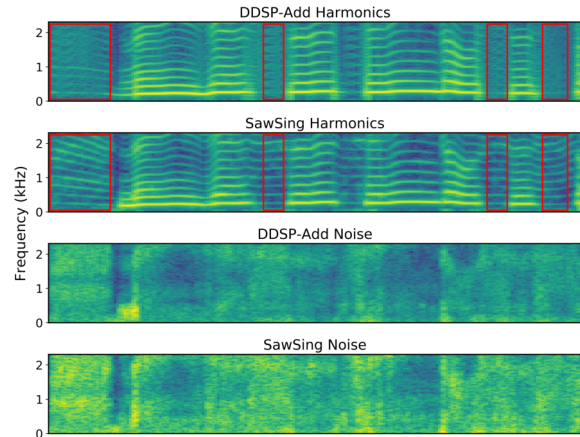 DDSP-Add Harmonics
2
1
0
SawSing Harmonics
2
1
0
Frequency (kHz)
DDSP-Add Noise
2
1
0
SawSing Noise
2
1
0